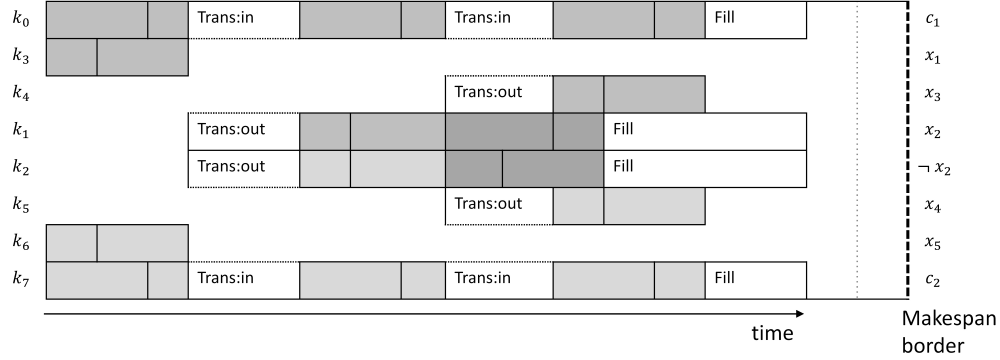 k₀ Trans:in Trans:in Fill c₁
k₃ x₁
k₄ Trans:out x₃
k₁ Trans:out Fill x₂
k₂ Trans:out Fill ¬ x₂
k₅ Trans:out x₄
k₆ x₅
k₇ Trans:in Trans:in Fill c₂
time
Makespan
border